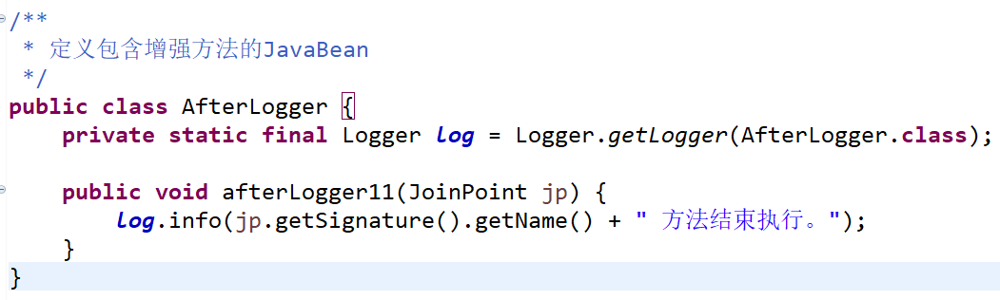 /**
 * 定义包含增强方法的JavaBean
 */
public class AfterLogger {
    private static final Logger log = Logger.getLogger(AfterLogger.class);
    public void afterLogger11(JoinPoint jp) {
        log.info(jp.getSignature().getName() + " 方法结束执行。");
    }
}